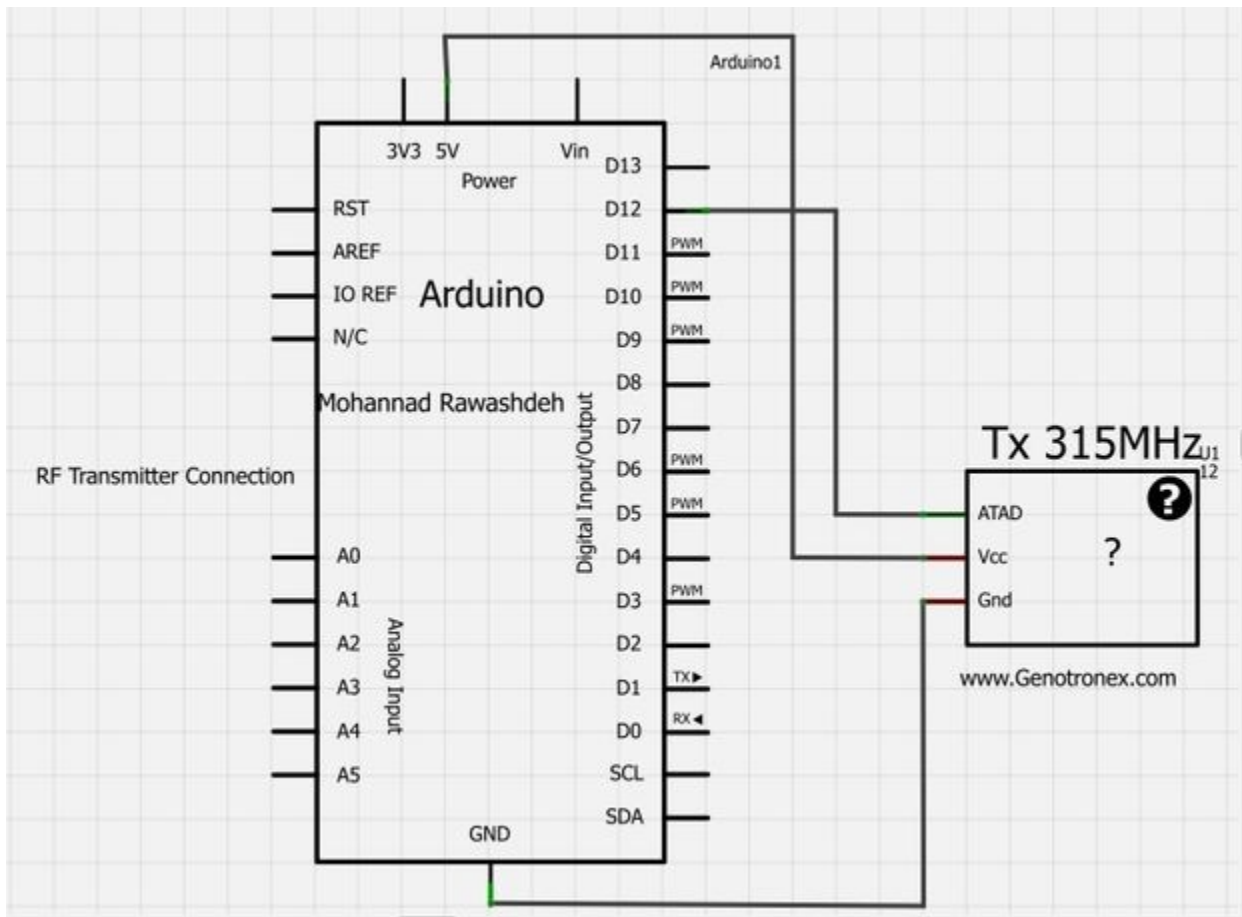 Arduino1
3V3 5V Vin
Power
D13
RST
D12
AREF
PWM
D11
IO REF
Arduino
PWM
D10
N/C
PWM
D9
D8
Mohannad Rawashdeh
D7
Digital Input/Output
RF Transmitter Connection
PWM
D6
PWM
D5
A0
D4
A1
PWM
D3
A2
D2
Analog Input
A3
TX
D1
A4
RX
D0
A5
SCL
SDA
GND
Tx 315MHz
U1
12
?
ATAD
?
Vcc
Gnd
www.Genotronex.com